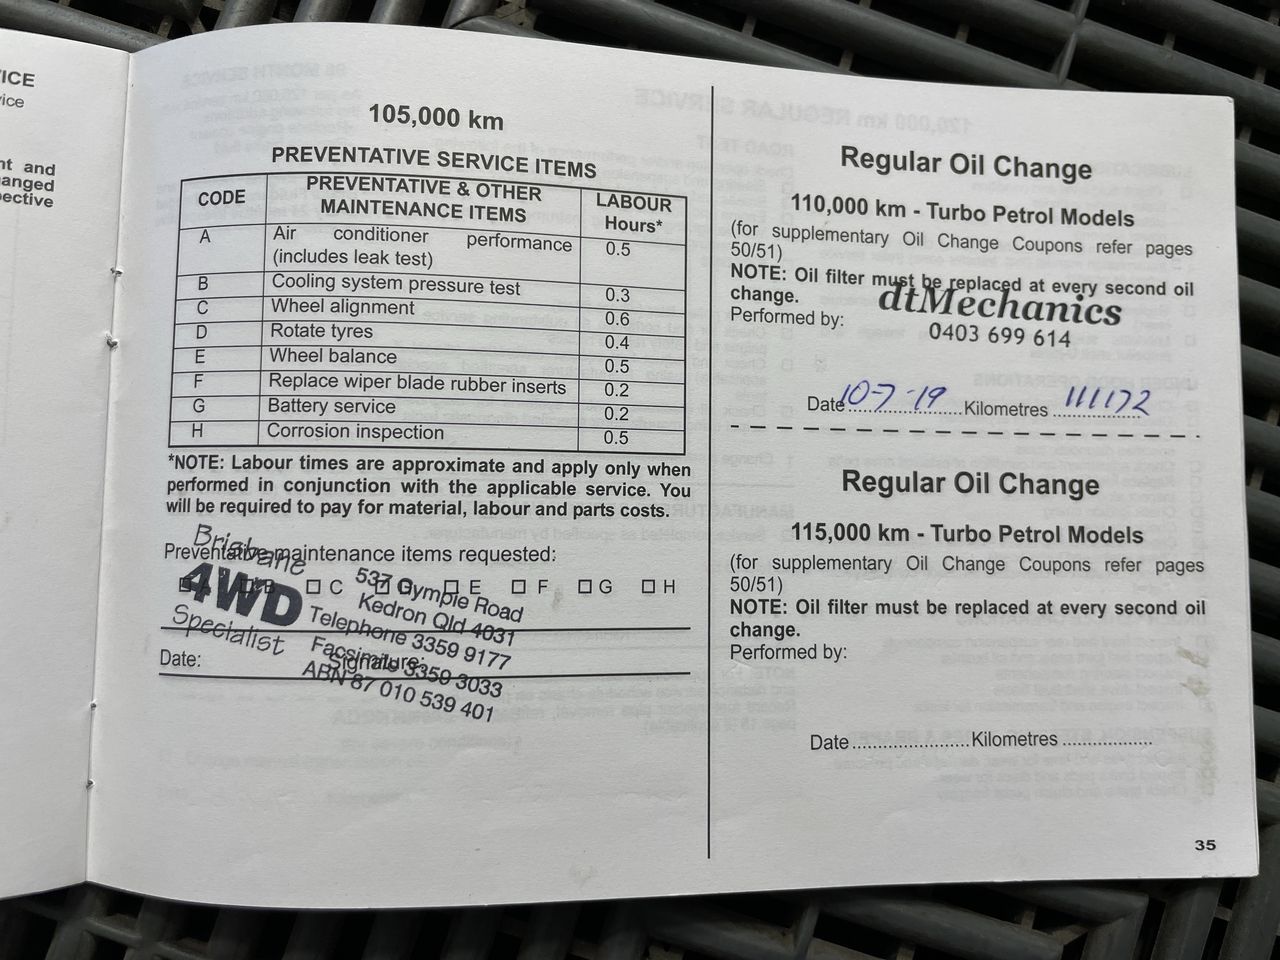 ICE
ice
nt and
anged
ective
105,000 km
PREVENTATIVE SERVICE ITEMS
CODE PREVENTATIVE & OTHER MAINTENANCE ITEMS LABOUR Hours*
A Air conditioner performance (includes leak test) 0.5
B Cooling system pressure test 0.3
C Wheel alignment 0.6
D Rotate tyres 0.4
E Wheel balance 0.5
F Replace wiper blade rubber inserts 0.2
G Battery service 0.2
H Corrosion inspection 0.5
*NOTE: Labour times are approximate and apply only when
performed in conjunction with the applicable service. You
will be required to pay for material, labour and parts costs.
Preventative maintenance items requested:
A B C D E F G H
Date: Signature:
Brisbane
4WD
Specialist
537 Gympie Road
Kedron Qld 4031
Telephone 3359 9177
Facsimile 3350 3033
ABN 87 010 539 401
Regular Oil Change
110,000 km - Turbo Petrol Models
(for supplementary Oil Change Coupons refer pages
50/51)
NOTE: Oil filter must be replaced at every second oil
change.
Performed by:
dtMechanics
0403 699 614
Date 10-7-19 Kilometres 111172
Regular Oil Change
115,000 km - Turbo Petrol Models
(for supplementary Oil Change Coupons refer pages
50/51)
NOTE: Oil filter must be replaced at every second oil
change.
Performed by:
Date ...................... Kilometres .................
35